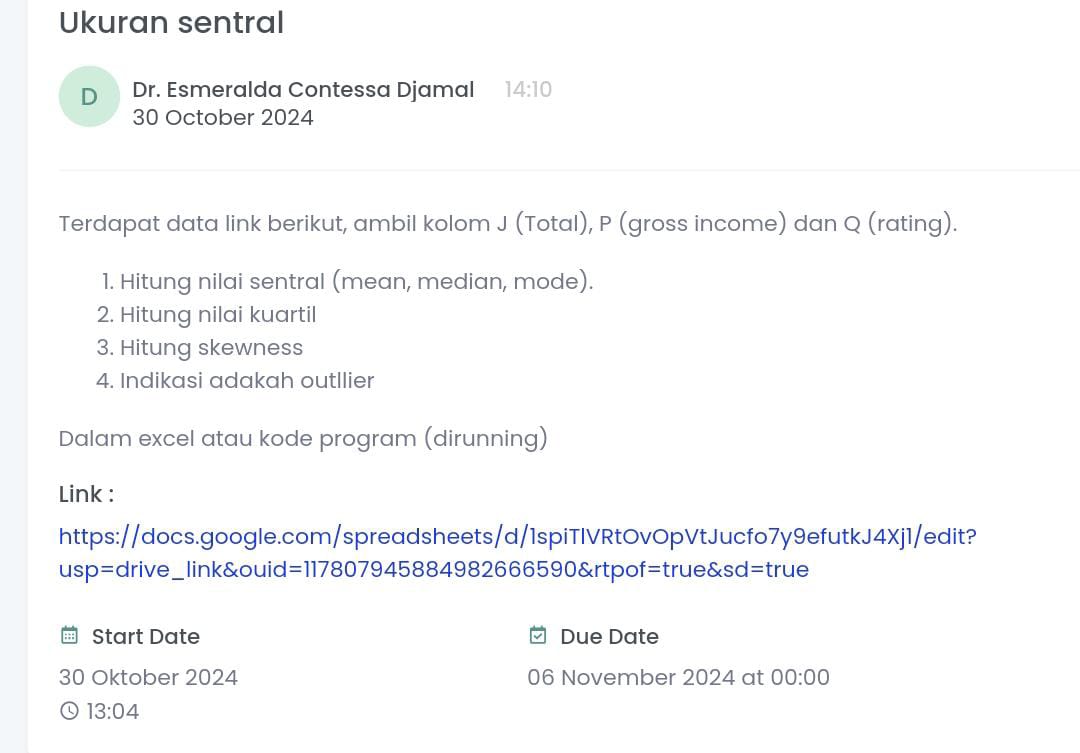 Ukuran sentral
D
Dr. Esmeralda Contessa Djamal 14:10
30 October 2024
Terdapat data link berikut, ambil kolom J (Total), P (gross income) dan Q (rating).
1. Hitung nilai sentral (mean, median, mode).
2. Hitung nilai kuartil
3. Hitung skewness
4. Indikasi adakah outllier
Dalam excel atau kode program (dirunning)
Link :
https://docs.google.com/spreadsheets/d/1spiTlVRtOvOpVtJucfo7y9efutkJ4Xj1/edit?
usp=drive_link&ouid=117807945884982666590&rtpof=true&sd=true
Start Date Due Date
30 Oktober 2024 06 November 2024 at 00:00
13:04